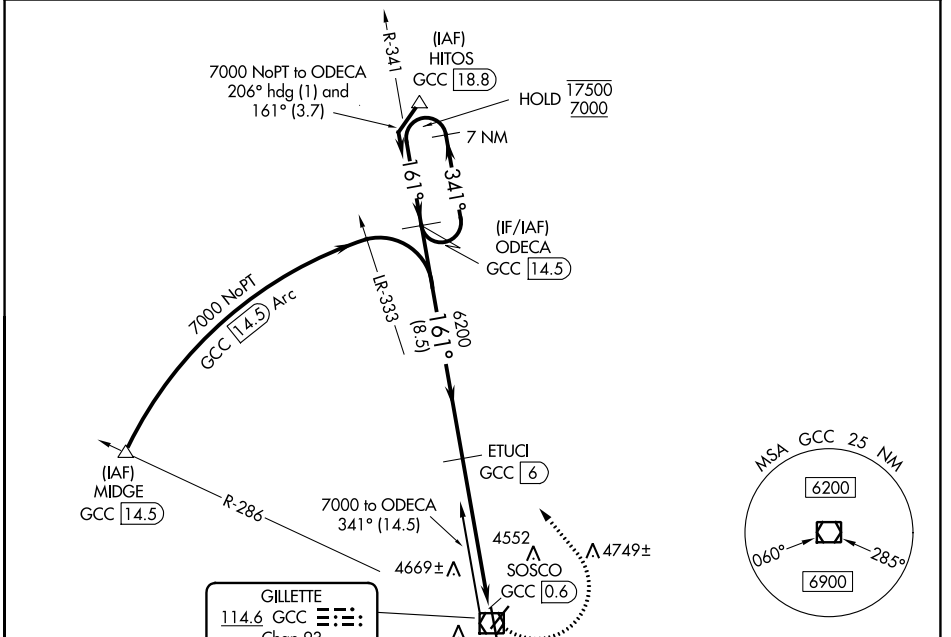 R-341
(IAF)
HITOS
GCC 18.8
7000 NoPT to ODECA
206° hdg (1) and
161° (3.7)
HOLD 17500
7000
7 NM
161°
341°
(IF/IAF)
ODECA
GCC 14.5
7000 NoPT
GCC 14.5 Arc
LR-333
6200
161°
(8.5)
ETUCI
GCC 6
(IAF)
MIDGE
GCC 14.5
R-286
7000 to ODECA
341° (14.5)
4552
4749±
4669±
SOSCO
GCC 0.6
MSA GCC 25 NM
6200
060°
285°
6900
GILLETTE
114.6 GCC